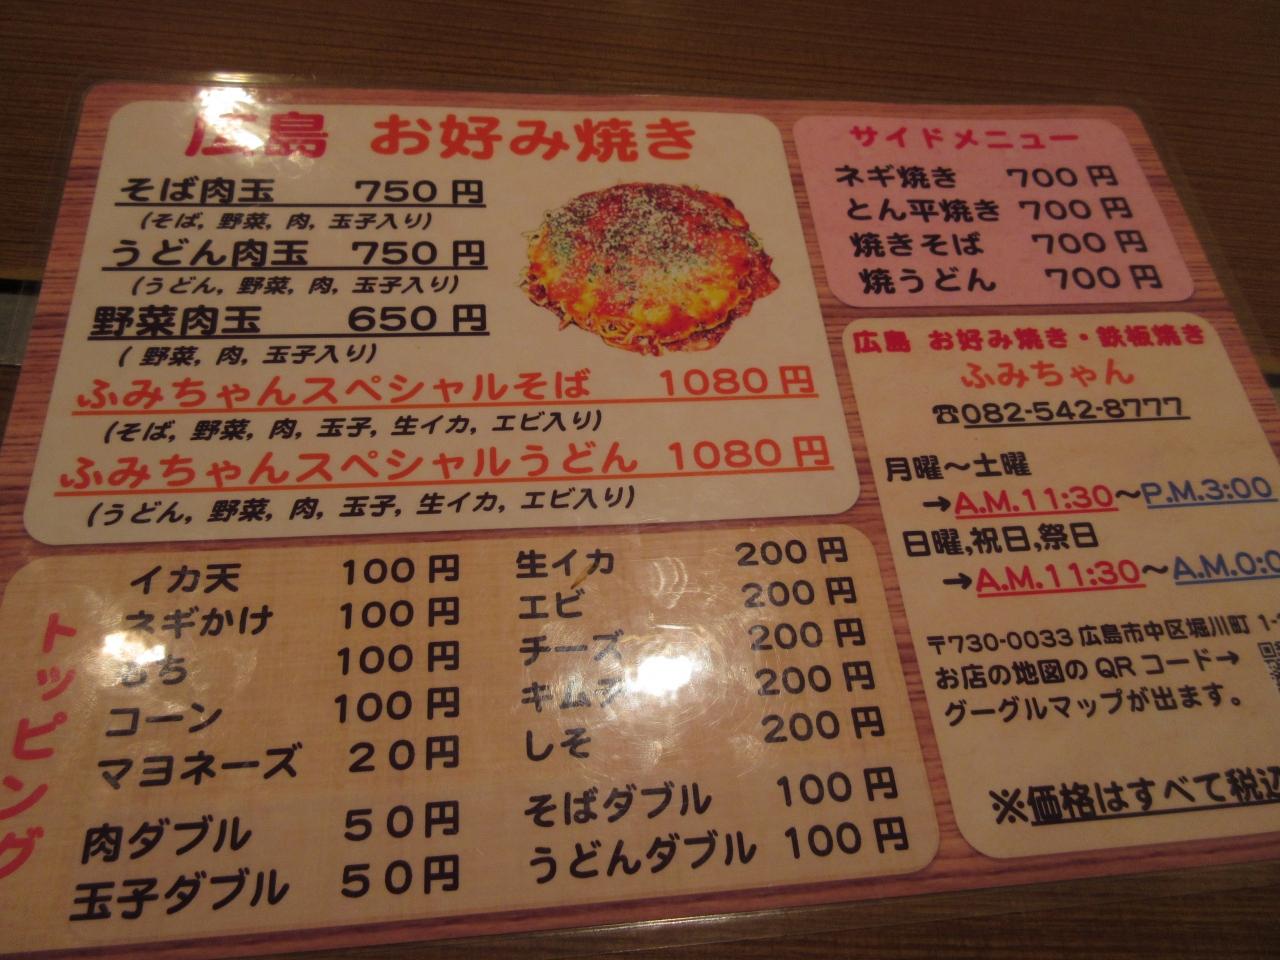 広島 お好み焼き
そば肉玉 750円
(そば, 野菜, 肉, 玉子入り)
うどん肉玉 750円
(うどん, 野菜, 肉, 玉子入り)
野菜肉玉 650円
( 野菜, 肉, 玉子入り)
ふみちゃんスペシャルそば 1080円
(そば, 野菜, 肉, 玉子, 生イカ, エビ入り)
ふみちゃんスペシャルうどん 1080円
(うどん, 野菜, 肉, 玉子, 生イカ, エビ入り)
サイドメニュー
ネギ焼き 700円
とん平焼き 700円
焼きそば 700円
焼うどん 700円
広島 お好み焼き・鉄板焼き
ふみちゃん
☎082-542-8777
月曜～土曜
→A.M.11:30～P.M.3:00
日曜,祝日,祭日
→A.M.11:30～A.M.0:0
〒730-0033 広島市中区堀川町 1-
お店の地図のQRコード→
グーグルマップが出ます。
※価格はすべて税込
トッピング
イカ天 100円
ネギかけ 100円
もち 100円
コーン 100円
マヨネーズ 20円
肉ダブル 50円
玉子ダブル 50円
生イカ 200円
エビ 200円
チーズ 200円
キムチ 200円
しそ 200円
そばダブル 100円
うどんダブル 100円